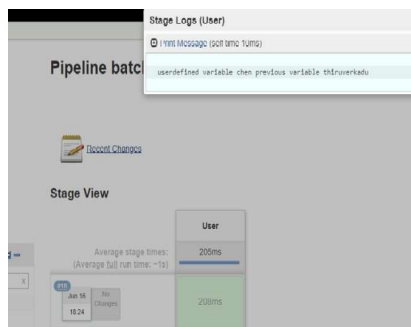 Stage Logs (User)
Print Message (self time 10ms)
userdefined variable chen previous variable thiruverkadu
Pipeline batch
Recent Changes
Stage View
User
Average stage times:
(Average full run time: ~1s)
205ms
Jun 16
18:24
No
Changes
208ms